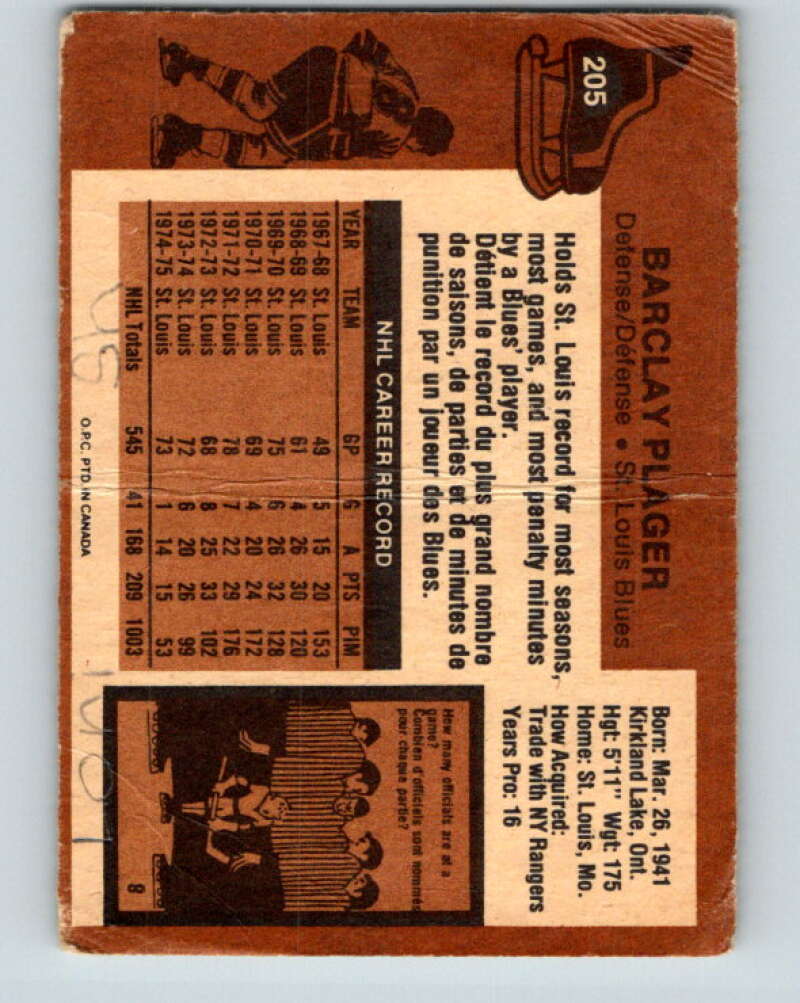 205
BARCLAY PLAGER
Defense/Défense • St. Louis Blues
Born: Mar. 26, 1941
Kirkland Lake, Ont.
Hgt: 5'11" Wgt: 175
Home: St. Louis, Mo.
How Acquired:
Trade with NY Rangers
Years Pro: 16
Holds St. Louis record for most seasons,
most games, and most penalty minutes
by a Blues' player.
Détient le record du plus grand nombre
de saisons, de parties et de minutes de
punition par un joueur des Blues.
NHL CAREER RECORD
YEAR TEAM GP G A PTS PIM
1967-68 St. Louis 49 5 15 20 153
1968-69 St. Louis 61 4 26 30 120
1969-70 St. Louis 75 6 26 32 128
1970-71 St. Louis 69 4 20 24 172
1971-72 St. Louis 78 7 22 29 176
1972-73 St. Louis 68 8 25 33 102
1973-74 St. Louis 72 6 20 26 99
1974-75 St. Louis 73 1 14 15 53
NHL Totals 545 41 168 209 1003
How many officials are at a
game?
Combien d'officiels sont nommés
pour chaque partie?
8
O.P.C. PTD. IN CANADA